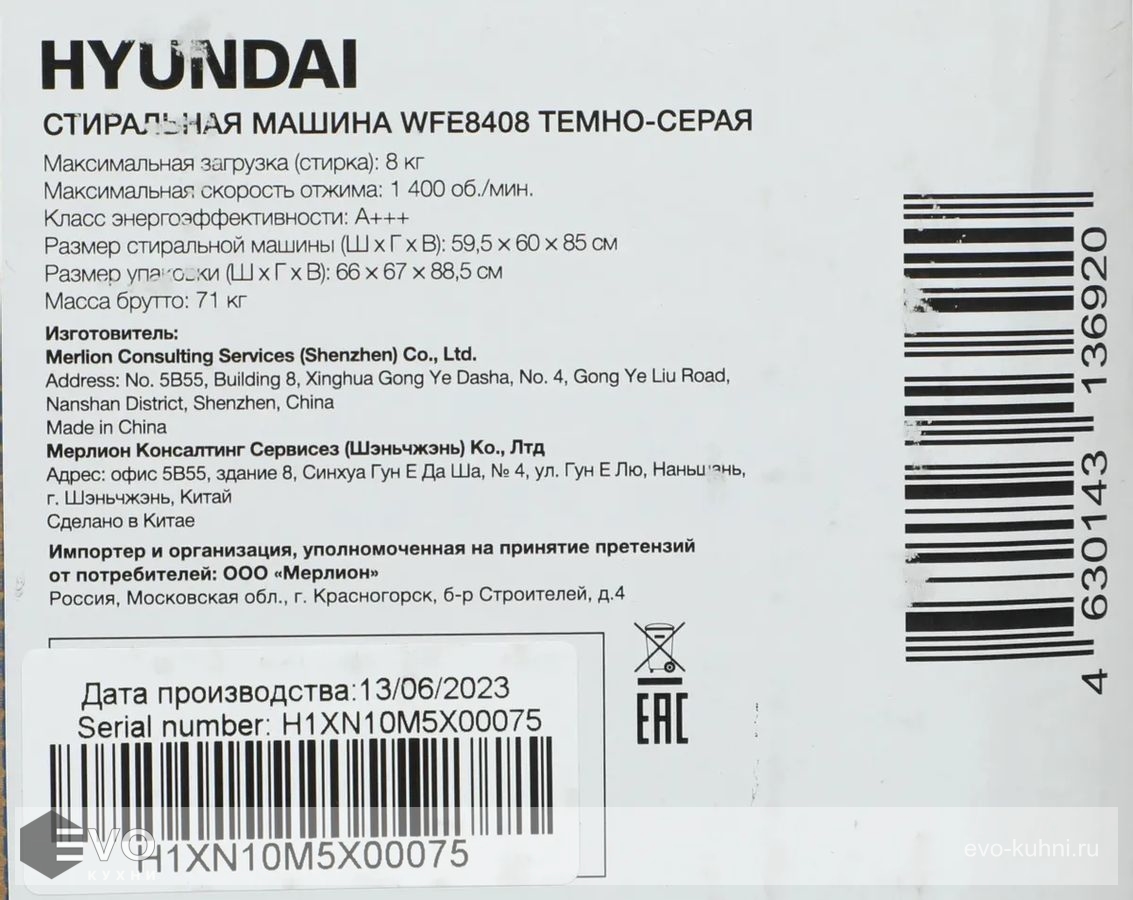 HYUNDAI
СТИРАЛЬНАЯ МАШИНА WFE8408 ТЕМНО-СЕРАЯ
Максимальная загрузка (стирка): 8 кг
Максимальная скорость отжима: 1 400 об./мин.
Класс энергоэффективности: A+++
Размер стиральной машины (Ш x Г x В): 59,5 x 60 x 85 см
Размер упаковки (Ш x Г x В): 66 x 67 x 88,5 см
Масса брутто: 71 кг
Изготовитель:
Merlion Consulting Services (Shenzhen) Co., Ltd.
Address: No. 5B55, Building 8, Xinghua Gong Ye Dasha, No. 4, Gong Ye Liu Road,
Nanshan District, Shenzhen, China
Made in China
Мерлион Консалтинг Сервисез (Шэньчжэнь) Ко., Лтд
Адрес: офис 5B55, здание 8, Синхуа Гун Е Да Ша, № 4, ул. Гун Е Лю, Наньшань,
г. Шэньчжэнь, Китай
Сделано в Китае
Импортер и организация, уполномоченная на принятие претензий
от потребителей: ООО «Мерлион»
Россия, Московская обл., г. Красногорск, б-р Строителей, д.4
4 630143 136920
EAC
Дата производства:13/06/2023
Serial number: H1XN10M5X00075
H1XN10M5X00075
EVO
КУХНИ
evo-kuhni.ru